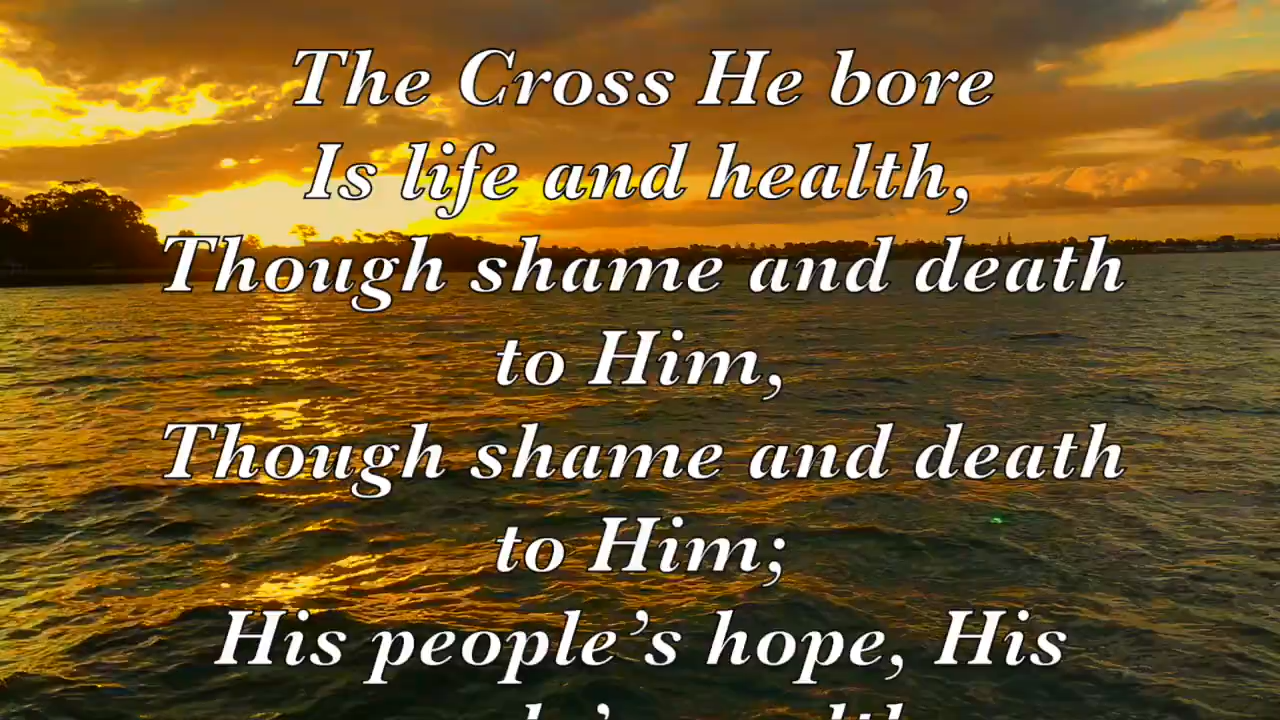 The Cross He bore
Is life and health,
Though shame and death
to Him,
Though shame and death
to Him;
His people’s hope, His